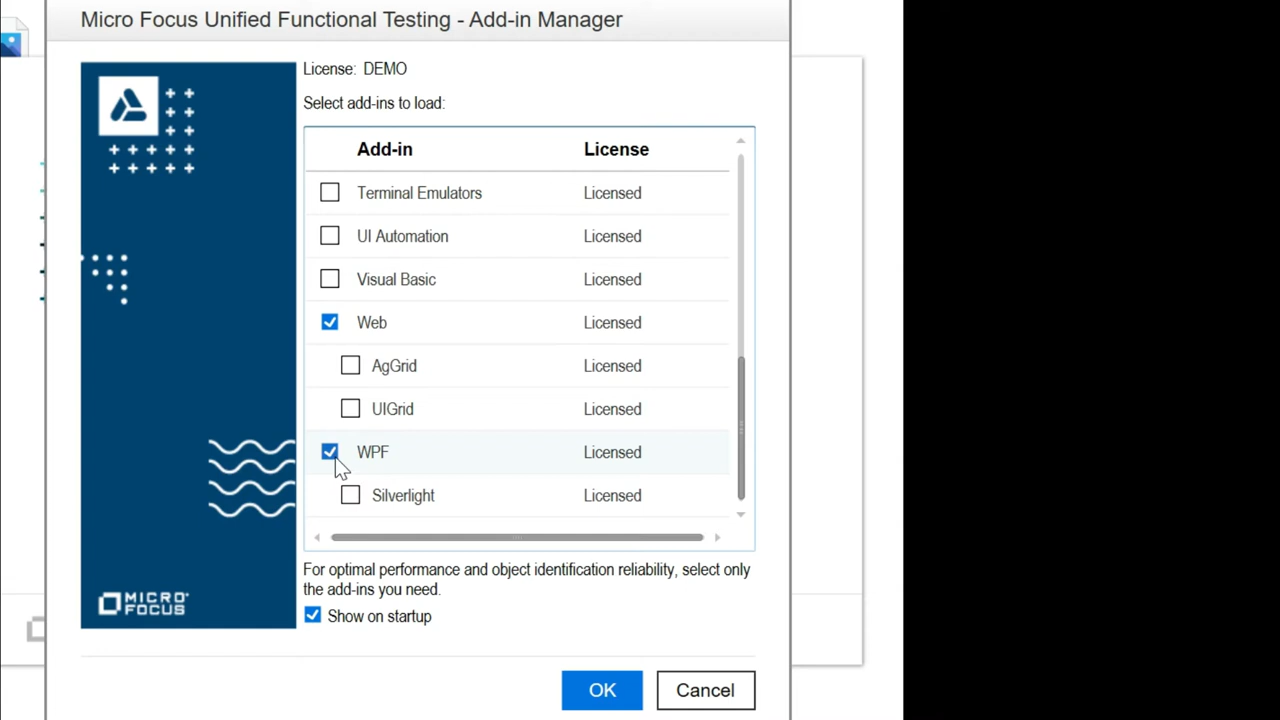 Micro Focus Unified Functional Testing - Add-in Manager
License: DEMO
Select add-ins to load:
Add-in License
Terminal Emulators Licensed
UI Automation Licensed
Visual Basic Licensed
Web Licensed
AgGrid Licensed
UIGrid Licensed
WPF Licensed
Silverlight Licensed
For optimal performance and object identification reliability, select only
the add-ins you need.
Show on startup
MICRO
FOCUS
OK Cancel